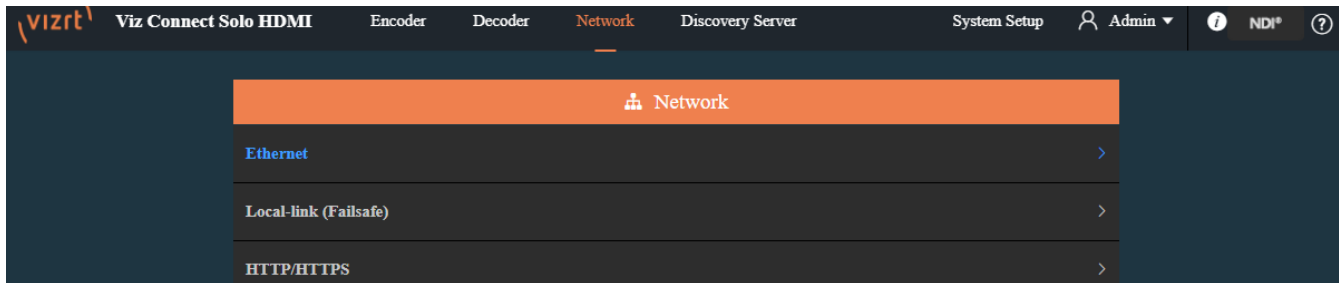 vizrt Viz Connect Solo HDMI Encoder Decoder Network Discovery Server System Setup Admin ▼ i NDI® ?
Network
Ethernet
Local-link (Failsafe)
HTTP/HTTPS